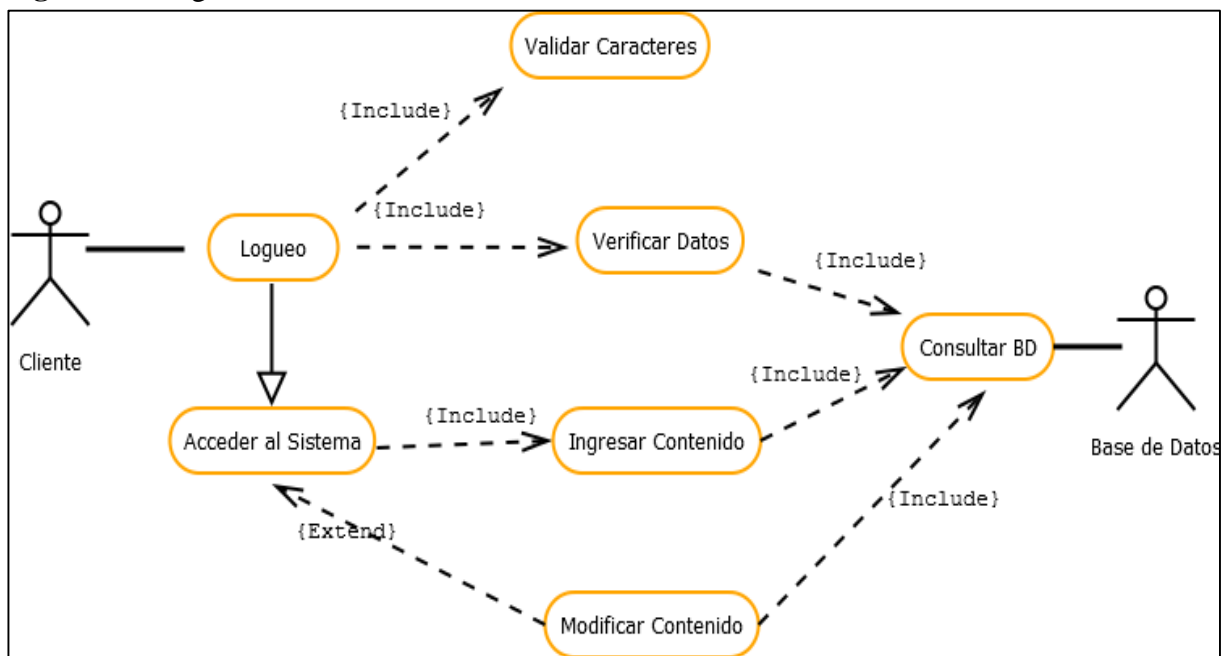 Validar Caracteres
{Include}
{Include}
Logueo
Verificar Datos
{Include}
Consultar BD
Cliente
{Include}
{Include}
Acceder al Sistema
Ingresar Contenido
Base de Datos
{Include}
{Extend}
Modificar Contenido